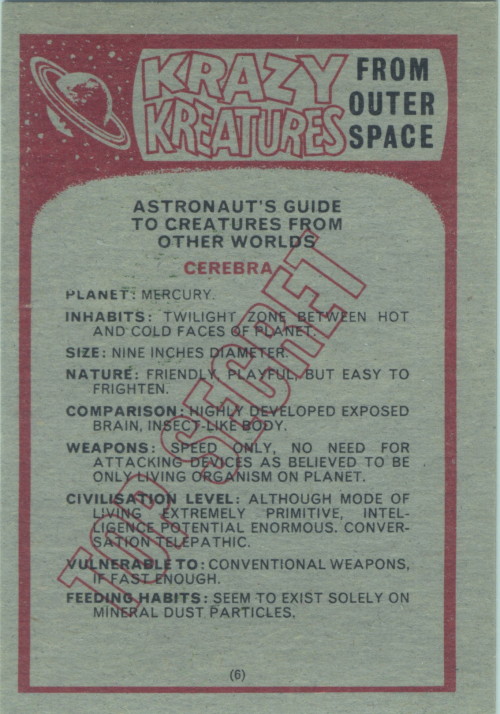 KRAZY
KREATURES
FROM
OUTER
SPACE
ASTRONAUT'S GUIDE
TO CREATURES FROM
OTHER WORLDS
CEREBRA
PLANET: MERCURY.
INHABITS: TWILIGHT ZONE BETWEEN HOT
AND COLD FACES OF PLANET.
SIZE: NINE INCHES DIAMETER.
NATURE: FRIENDLY, PLAYFUL, BUT EASY TO
FRIGHTEN.
COMPARISON: HIGHLY DEVELOPED EXPOSED
BRAIN, INSECT-LIKE BODY.
WEAPONS: SPEED ONLY, NO NEED FOR
ATTACKING DEVICES AS BELIEVED TO BE
ONLY LIVING ORGANISM ON PLANET.
CIVILISATION LEVEL: ALTHOUGH MODE OF
LIVING EXTREMELY PRIMITIVE, INTEL-
LIGENCE POTENTIAL ENORMOUS. CONVER-
SATION TELEPATHIC.
VULNERABLE TO: CONVENTIONAL WEAPONS,
IF FAST ENOUGH.
FEEDING HABITS: SEEM TO EXIST SOLELY ON
MINERAL DUST PARTICLES.
TOP SECRET
(6)